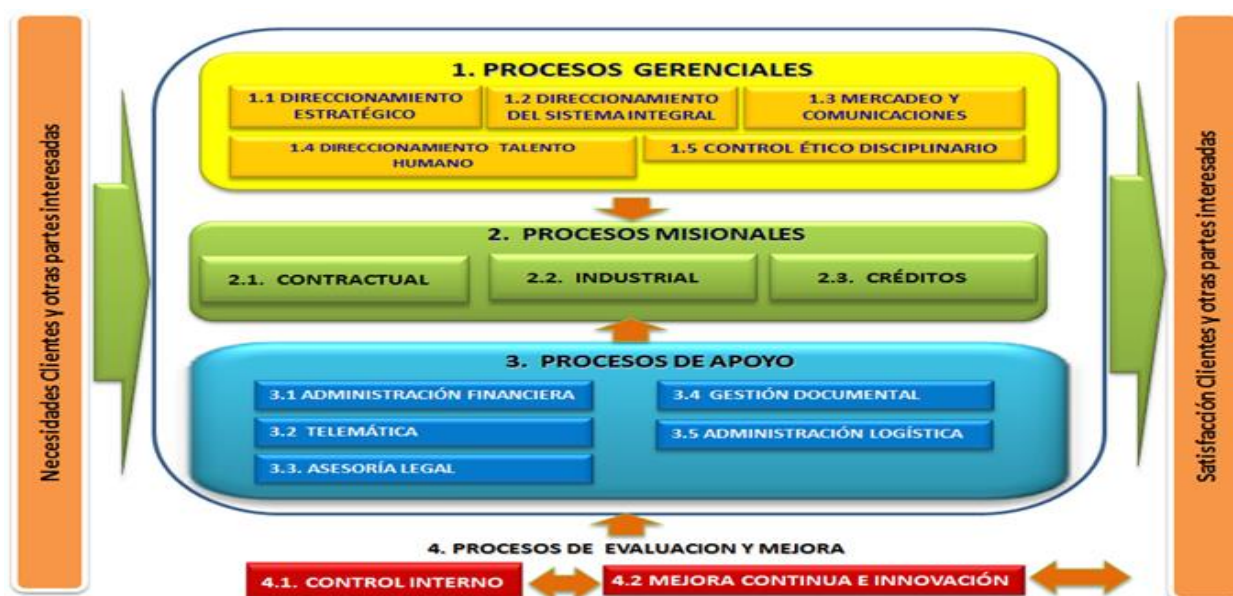 Necesidades Clientes y otras partes interesadas
1. PROCESOS GERENCIALES
1.1 DIRECCIONAMIENTO
ESTRATÉGICO
1.2 DIRECCIONAMIENTO
DEL SISTEMA INTEGRAL
1.3 MERCADEO Y
COMUNICACIONES
1.4 DIRECCIONAMIENTO TALENTO
HUMANO
1.5 CONTROL ÉTICO DISCIPLINARIO
2. PROCESOS MISIONALES
2.1. CONTRACTUAL
2.2. INDUSTRIAL
2.3. CRÉDITOS
3. PROCESOS DE APOYO
3.1 ADMINISTRACIÓN FINANCIERA
3.2 TELEMÁTICA
3.3. ASESORÍA LEGAL
3.4 GESTIÓN DOCUMENTAL
3.5 ADMINISTRACIÓN LOGÍSTICA
4. PROCESOS DE EVALUACION Y MEJORA
4.1. CONTROL INTERNO
4.2 MEJORA CONTINUA E INNOVACIÓN
Satisfacción Clientes y otras partes interesadas